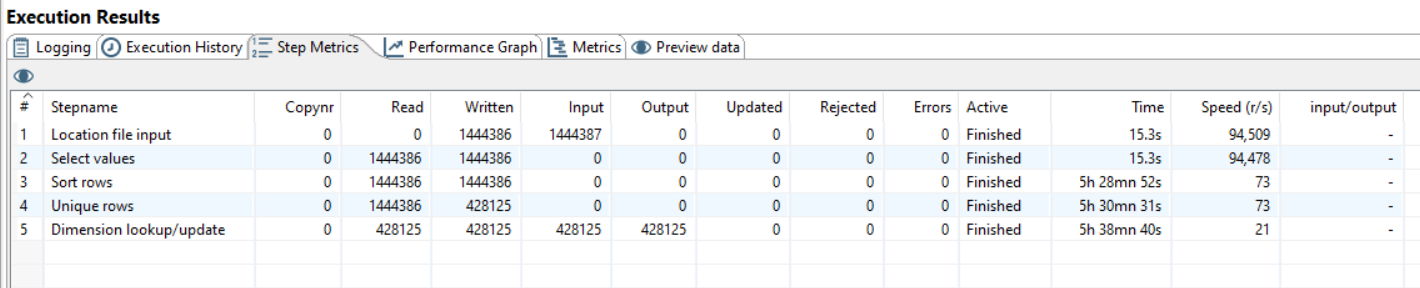 Execution Results
Logging Execution History Step Metrics Performance Graph Metrics Preview data
# Stepname Copynr Read Written Input Output Updated Rejected Errors Active Time Speed (r/s) input/output
1 Location file input 0 0 1444386 1444387 0 0 0 0 Finished 15.3s 94,509 -
2 Select values 0 1444386 1444386 0 0 0 0 0 Finished 15.3s 94,478 -
3 Sort rows 0 1444386 1444386 0 0 0 0 0 Finished 5h 28mn 52s 73 -
4 Unique rows 0 1444386 428125 0 0 0 0 0 Finished 5h 30mn 31s 73 -
5 Dimension lookup/update 0 428125 428125 428125 428125 0 0 0 Finished 5h 38mn 40s 21 -